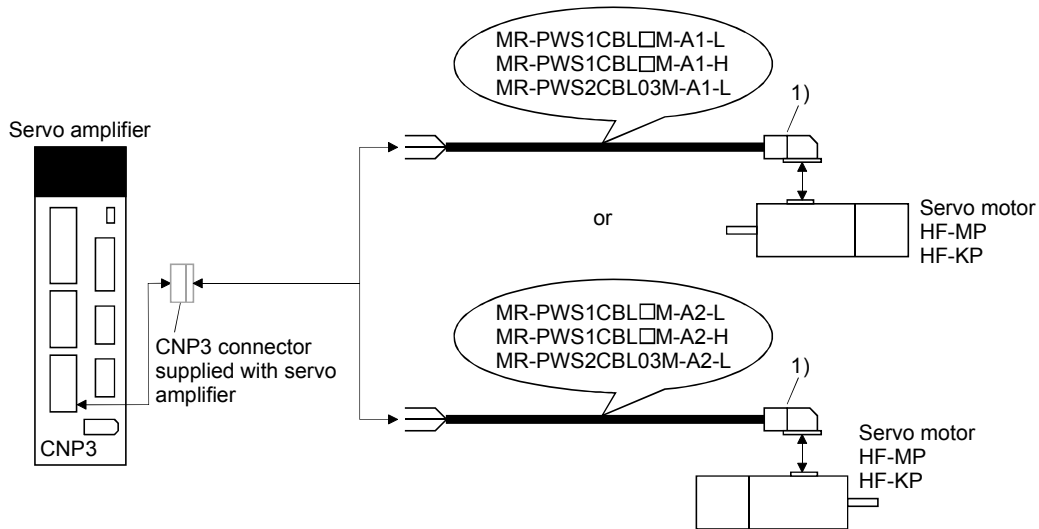 MR-PWS1CBL□M-A1-L
MR-PWS1CBL□M-A1-H
MR-PWS2CBL03M-A1-L
1)
Servo amplifier
Servo motor
HF-MP
HF-KP
or
CNP3 connector
supplied with servo
amplifier
MR-PWS1CBL□M-A2-L
MR-PWS1CBL□M-A2-H
MR-PWS2CBL03M-A2-L
1)
CNP3
Servo motor
HF-MP
HF-KP